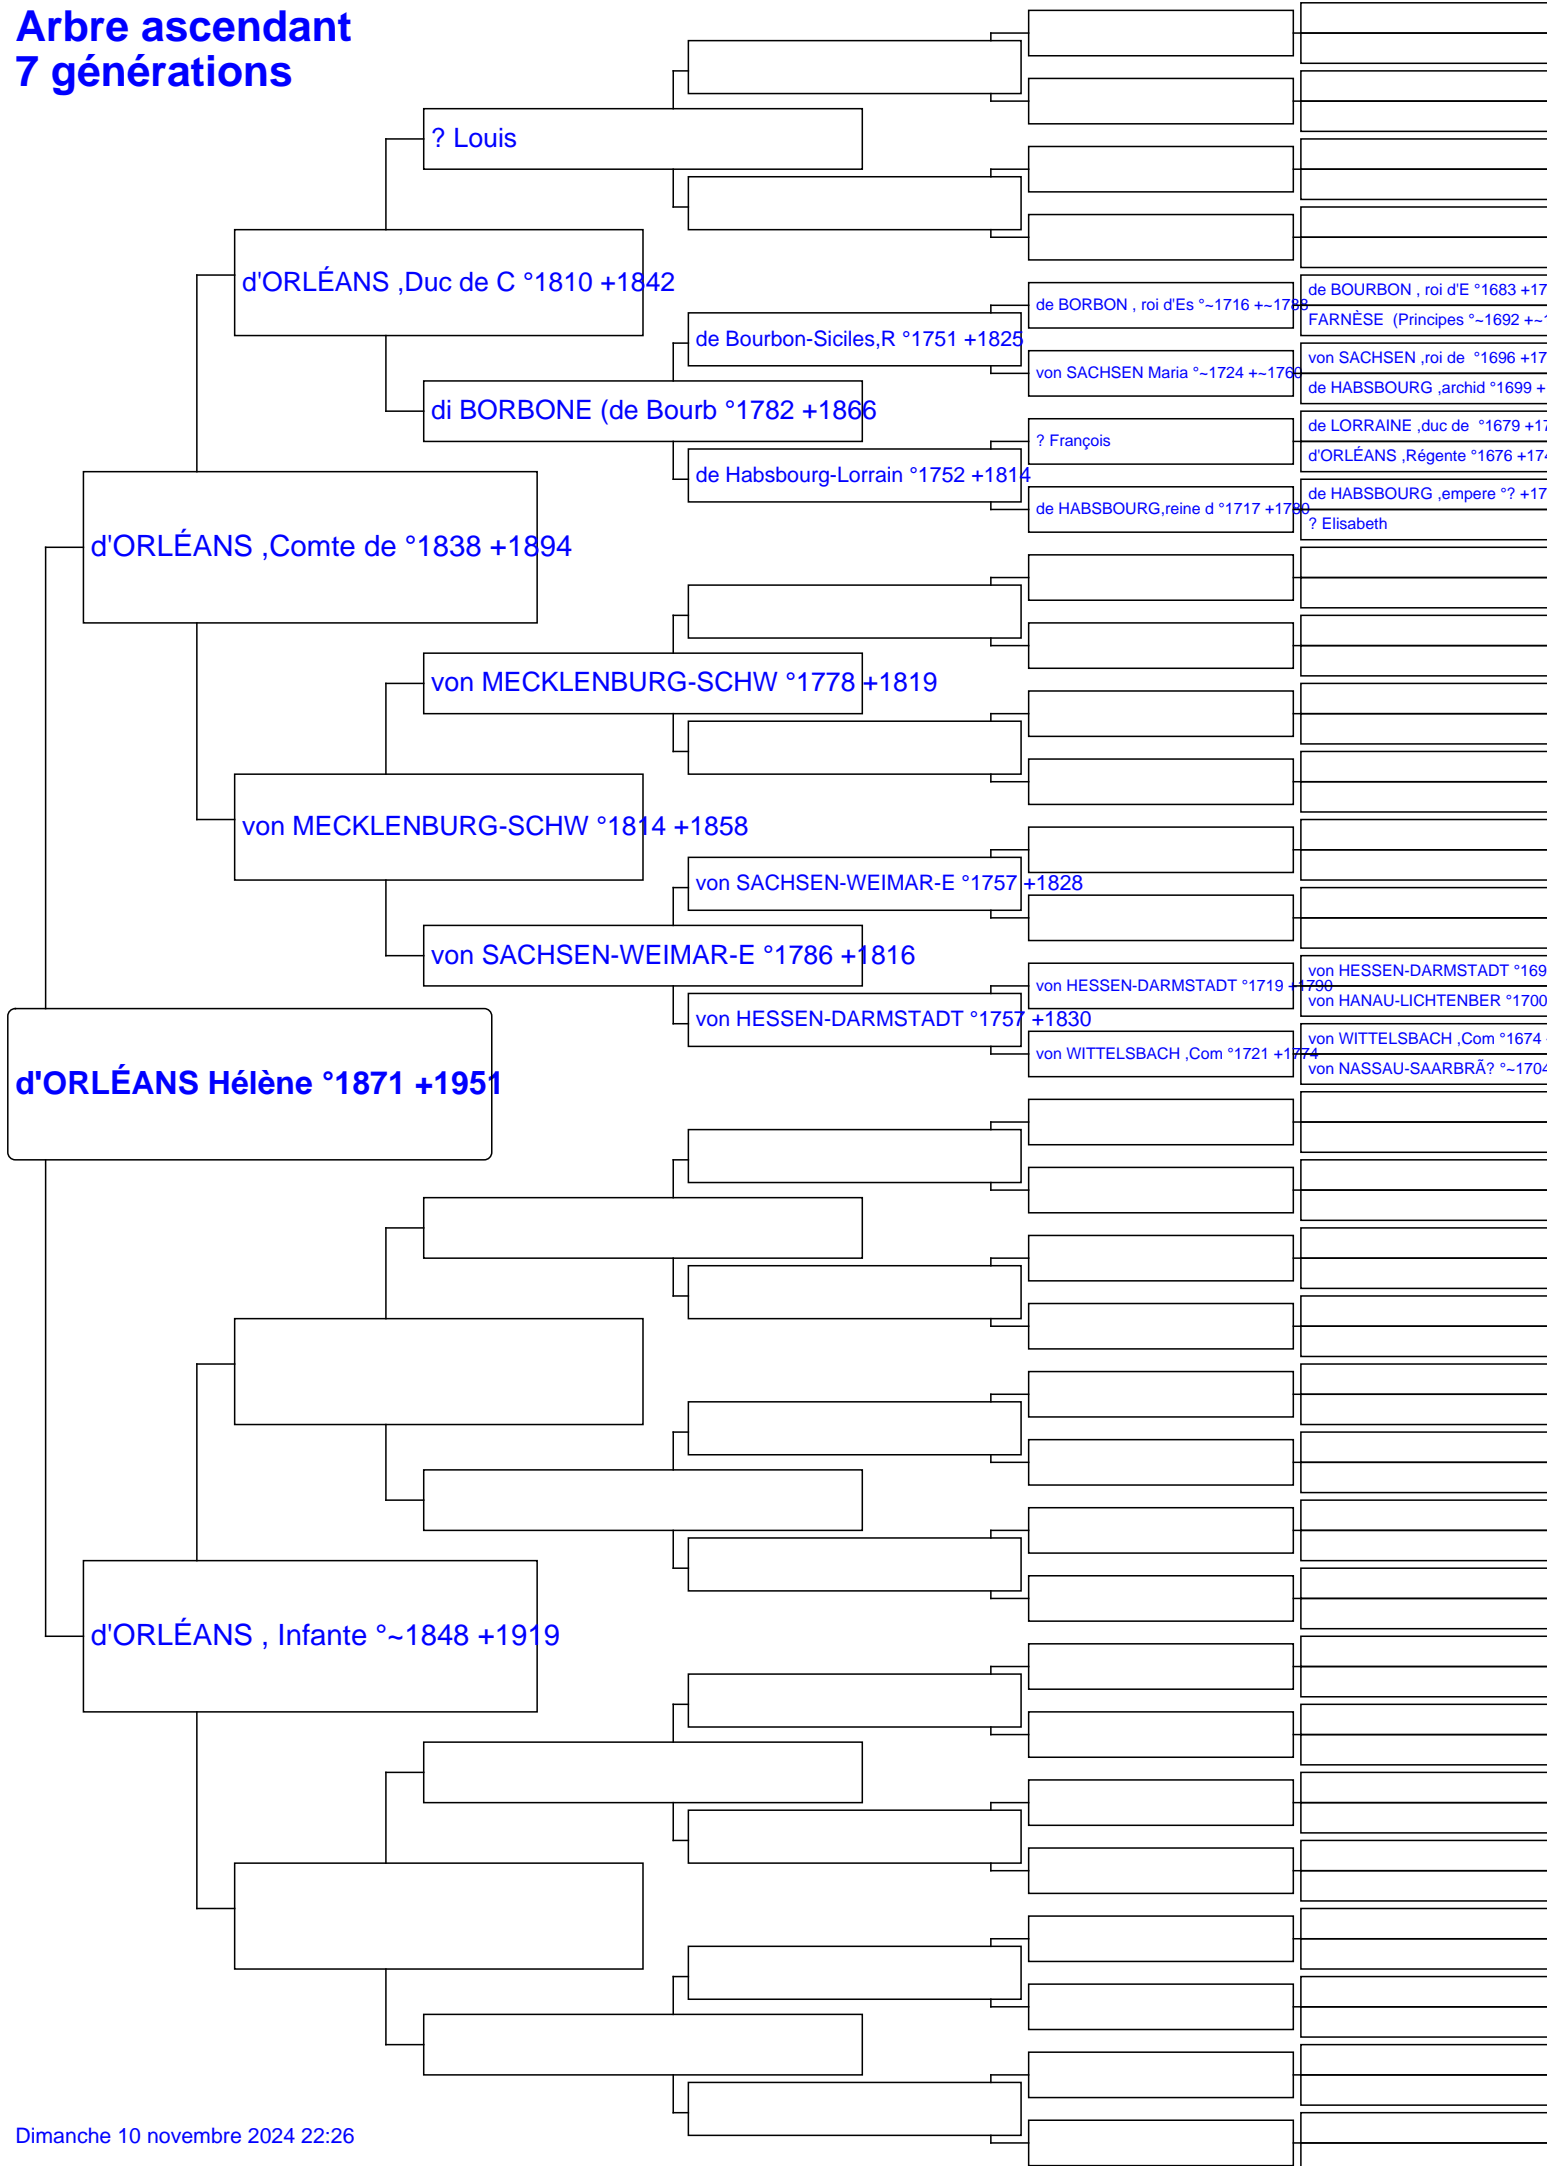 Arbre ascendant
7 générations
? Louis
d'ORLÉANS ,Duc de C °1810 +1842
de BORBON , roi d'Es °~1716 +~1788
de BOURBON , roi d'E °1683 +17
FARNÈSE (Principes °~1692 +~1
de Bourbon-Siciles,R °1751 +1825
von SACHSEN Maria °~1724 +~1760
von SACHSEN ,roi de °1696 +17
de HABSBOURG ,archid °1699 +
di BORBONE (de Bourb °1782 +1866
? François
de LORRAINE ,duc de °1679 +17
d'ORLÉANS ,Régente °1676 +174
de Habsbourg-Lorrain °1752 +1814
de HABSBOURG,reine d °1717 +1780
de HABSBOURG ,empere °? +17
? Elisabeth
d'ORLÉANS ,Comte de °1838 +1894
von MECKLENBURG-SCHW °1778 +1819
von MECKLENBURG-SCHW °1814 +1858
von SACHSEN-WEIMAR-E °1757 +1828
von SACHSEN-WEIMAR-E °1786 +1816
von HESSEN-DARMSTADT °1719 +1790
von HESSEN-DARMSTADT °169
von HANAU-LICHTENBER °1700
von HESSEN-DARMSTADT °1757 +1830
von WITTELSBACH ,Com °1721 +1774
von WITTELSBACH ,Com °1674
von NASSAU-SAARBRÃ? °~1704
d'ORLÉANS Hélène °1871 +1951
d'ORLÉANS , Infante °~1848 +1919
Dimanche 10 novembre 2024 22:26